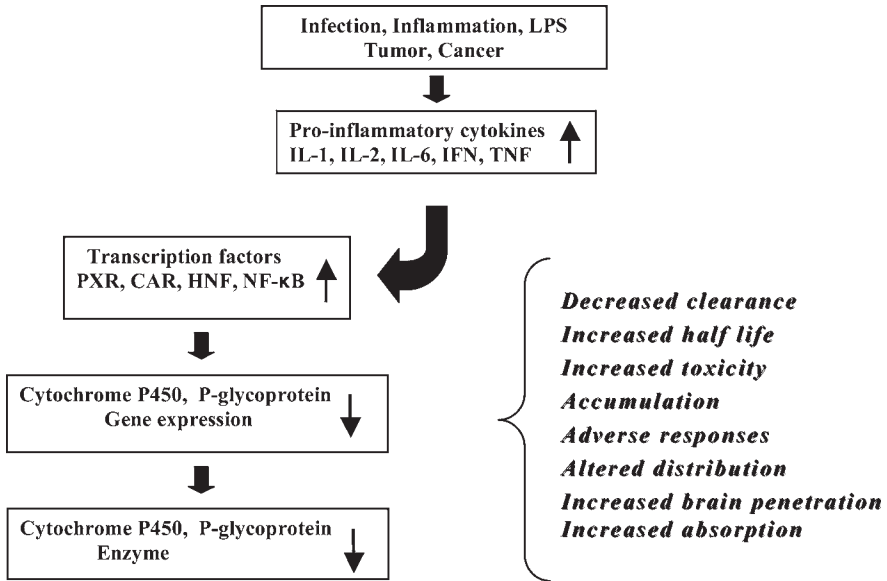 Infection, Inflammation, LPS
Tumor, Cancer
Pro-inflammatory cytokines
IL-1, IL-2, IL-6, IFN, TNF
Transcription factors
PXR, CAR, HNF, NF-κB
Cytochrome P450, P-glycoprotein
Gene expression
Cytochrome P450, P-glycoprotein
Enzyme
Decreased clearance
Increased half life
Increased toxicity
Accumulation
Adverse responses
Altered distribution
Increased brain penetration
Increased absorption